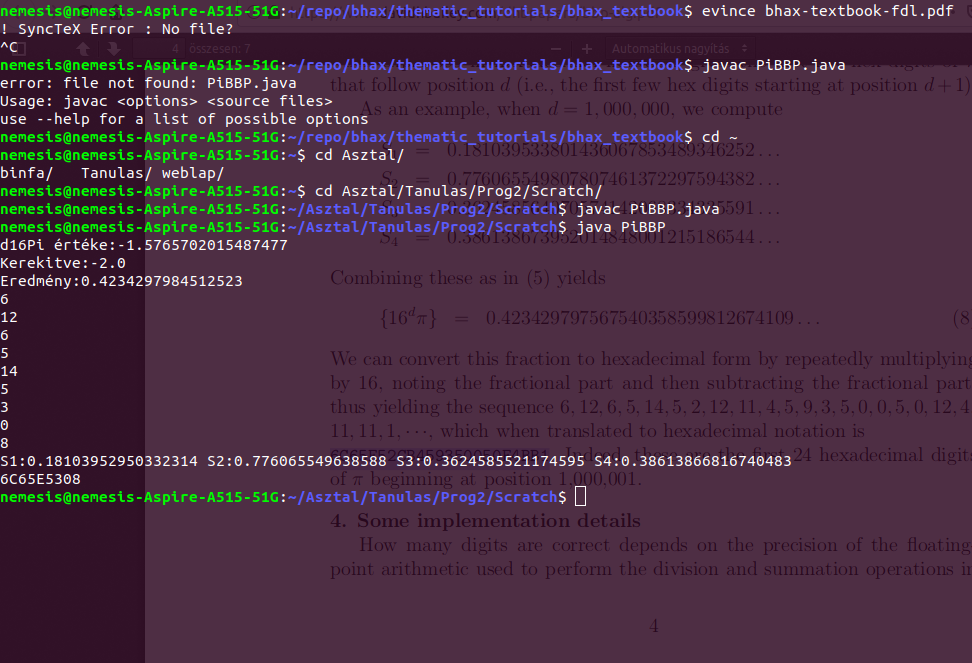 nemesis@nemesis-Aspire-A515-51G:~/repo/bhax/thematic_tutorials/bhax_textbook$ evince bhax-textbook-fdl.pdf
! SyncTeX Error : No file?
^C
4 összesen: 7 Automatikus nagyítás
nemesis@nemesis-Aspire-A515-51G:~/repo/bhax/thematic_tutorials/bhax_textbook$ javac PiBBP.java
error: file not found: PiBBP.java
that follow position d (i.e., the first few hex digits starting at position d+1)
Usage: javac <options> <source files>
As an example, when d = 1,000,000, we compute
use --help for a list of possible options
nemesis@nemesis-Aspire-A515-51G:~/repo/bhax/thematic_tutorials/bhax_textbook$ cd ~
nemesis@nemesis-Aspire-A515-51G:~$ cd Asztal/
= 0.181039533801436067853489346252...
binfa/ Tanulas/ weblap/
= 0.776065549807807461372297594382...
nemesis@nemesis-Aspire-A515-51G:~$ cd Asztal/Tanulas/Prog2/Scratch/
nemesis@nemesis-Aspire-A515-51G:~/Asztal/Tanulas/Prog2/Scratch$ javac PiBBP.java
nemesis@nemesis-Aspire-A515-51G:~/Asztal/Tanulas/Prog2/Scratch$ java PiBBP
S4 = 0.386138673952014848001215186544...
d16Pi értéke:-1.5765702015487477
Kerekitve:-2.0
Eredmény:0.4234297984512523
Combining these as in (5) yields
6
12
{16dπ} = 0.423429797567540358599812674109... (8
6
5
We can convert this fraction to hexadecimal form by repeatedly multiplying
14
by 16, noting the fractional part and then subtracting the fractional part
5
3
thus yielding the sequence 6, 12, 6, 5, 14, 5, 2, 12, 11, 4, 5, 9, 3, 5, 0, 0, 5, 0, 12, 4
0
11, 11, 1, ···, which when translated to hexadecimal notation is
8
S1:0.18103952950332314 S2:0.776065549638588 S3:0.3624585521174595 S4:0.38613866816740483
Indeed, these are the first 24 hexadecimal digits
6C65E5308
of π beginning at position 1,000,001.
nemesis@nemesis-Aspire-A515-51G:~/Asztal/Tanulas/Prog2/Scratch$
4. Some implementation details
How many digits are correct depends on the precision of the floating-
point arithmetic used to perform the division and summation operations in
4